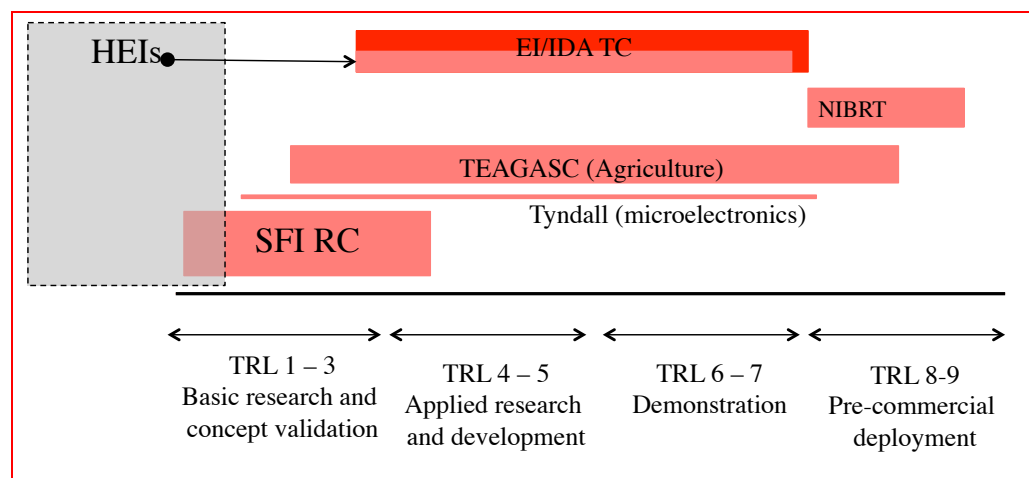 HEIs
EI/IDA TC
NIBRT
TEAGASC (Agriculture)
Tyndall (microelectronics)
SFI RC
TRL 1 – 3
Basic research and
concept validation
TRL 4 – 5
Applied research
and development
TRL 6 – 7
Demonstration
TRL 8-9
Pre-commercial
deployment